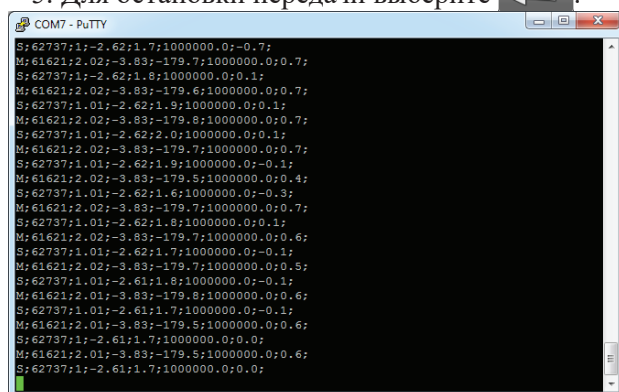 3. Для остановки передачи выберите
COM7 - PuTTY
S;62737;1;-2.62;1.7;1000000.0;-0.7;
M;61621;2.02;-3.83;-179.7;1000000.0;0.7;
S;62737;1;-2.62;1.8;1000000.0;0.1;
M;61621;2.02;-3.83;-179.6;1000000.0;0.7;
S;62737;1.01;-2.62;1.9;1000000.0;0.1;
M;61621;2.02;-3.83;-179.8;1000000.0;0.7;
S;62737;1.01;-2.62;2.0;1000000.0;0.1;
M;61621;2.02;-3.83;-179.7;1000000.0;0.7;
S;62737;1.01;-2.62;1.9;1000000.0;-0.1;
M;61621;2.02;-3.83;-179.5;1000000.0;0.4;
S;62737;1.01;-2.62;1.6;1000000.0;-0.3;
M;61621;2.02;-3.83;-179.7;1000000.0;0.7;
S;62737;1.01;-2.62;1.8;1000000.0;0.1;
M;61621;2.02;-3.83;-179.7;1000000.0;0.6;
S;62737;1.01;-2.62;1.7;1000000.0;-0.1;
M;61621;2.02;-3.83;-179.7;1000000.0;0.5;
S;62737;1.01;-2.61;1.8;1000000.0;-0.1;
M;61621;2.01;-3.83;-179.8;1000000.0;0.6;
S;62737;1.01;-2.61;1.7;1000000.0;-0.1;
M;61621;2.01;-3.83;-179.5;1000000.0;0.6;
S;62737;1;-2.61;1.7;1000000.0;0.0;
M;61621;2.01;-3.83;-179.5;1000000.0;0.6;
S;62737;1;-2.61;1.7;1000000.0;0.0;